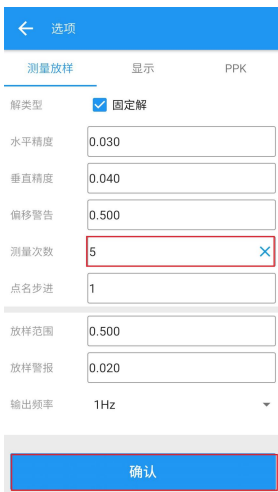 选项
测量放样 显示 PPK
解类型 固定解
水平精度 0.030
垂直精度 0.040
偏移警告 0.500
测量次数 5
点名步进 1
放样范围 0.500
放样警报 0.020
输出频率 1Hz
确认